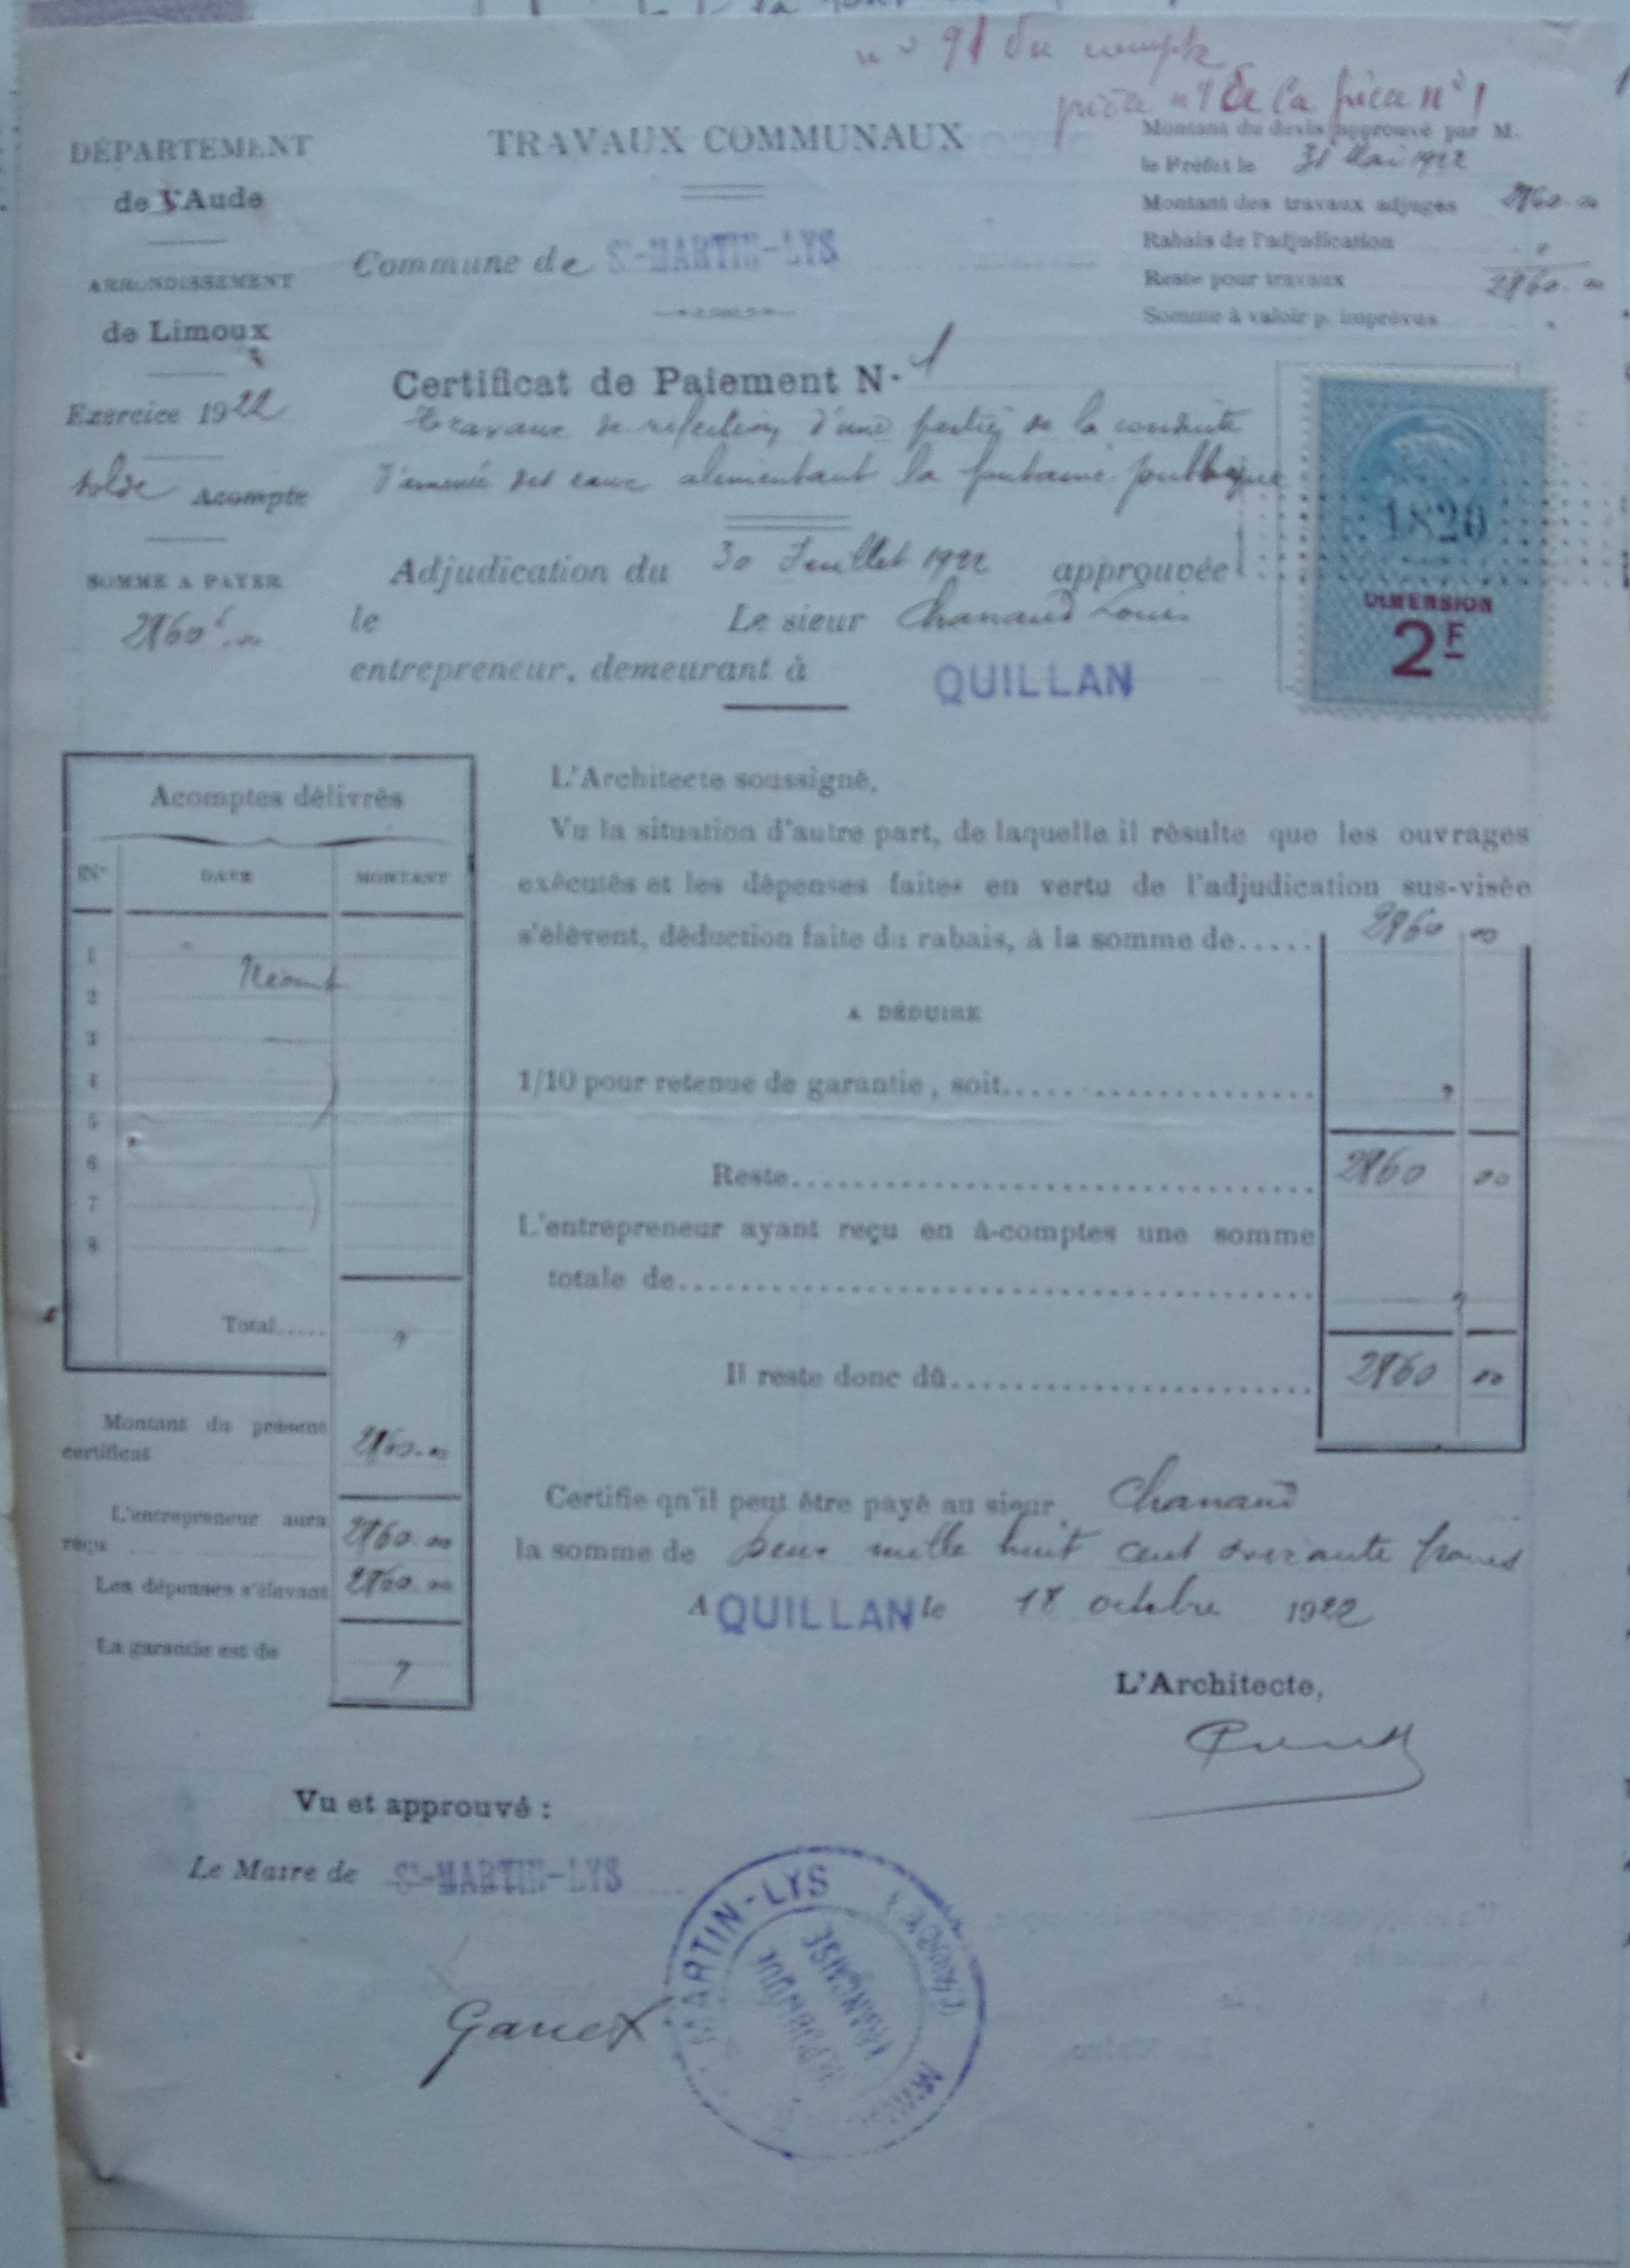 n° 91 du compte
pièce n° 1 de la pièce n° 1
DÉPARTEMENT
de l'Aude
ARRONDISSEMENT
de Limoux
Exercice 1922
solde Acompte
SOMME A PAYER
2860f.00
TRAVAUX COMMUNAUX
Commune de St-MARTIN-LYS
Montant du devis approuvé par M.
le Préfet le 31 Mai 1922
Montant des travaux adjugés 2860.00
Rabais de l'adjudication "
Reste pour travaux 2860.00
Somme à valoir p. imprévus
Certificat de Paiement N° 1
Travaux de réfection d'une partie de la conduite
d'amenée des eaux alimentant la fontaine publique
Adjudication du 30 Juillet 1922 approuvée
le Le sieur Chanaud Louis
entrepreneur, demeurant à QUILLAN
1820
DIMENSION
2F
Acomptes délivrés
Nos DATE MONTANT
1
Néant
2
3
4
5
6
7
8
Total..... "
Montant du présent
certificat 2860.00
L'entrepreneur aura
reçu 2860.00
Les dépenses s'élevant 2860.00
La garantie est de "
L'Architecte soussigné,
Vu la situation d'autre part, de laquelle il résulte que les ouvrages
exécutés et les dépenses faites en vertu de l'adjudication sus-visée
s'élèvent, déduction faite du rabais, à la somme de..... 2860 00
A DÉDUIRE
1/10 pour retenue de garantie, soit.................... "
Reste.................................. 2860 00
L'entrepreneur ayant reçu en à-comptes une somme
totale de.......................................... "
Il reste donc dû........................ 2860 00
Certifie qu'il peut être payé au sieur Chanaud
la somme de Deux mille huit cent soixante francs
A QUILLAN le 18 octobre 1922
L'Architecte,
Vu et approuvé :
Le Maire de St-MARTIN-LYS
MARTIN-LYS
RÉPUBLIQUE
FRANÇAISE